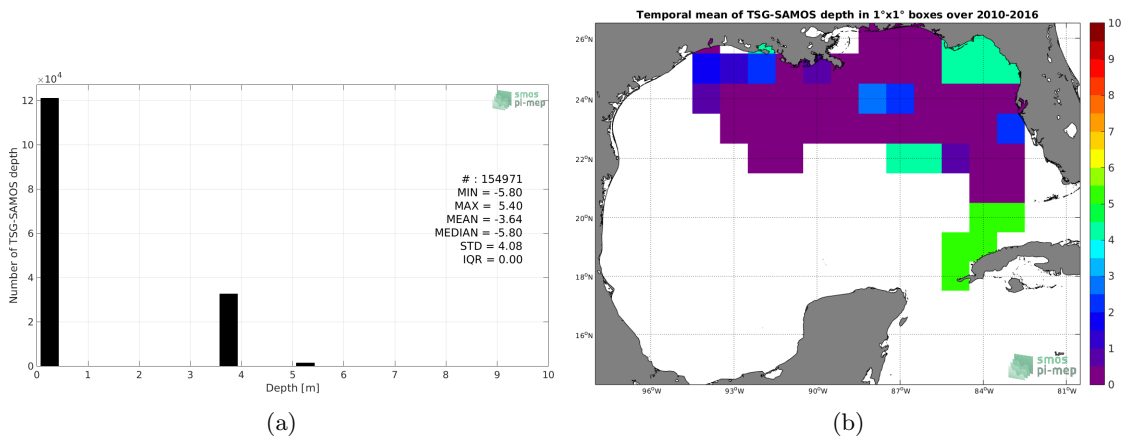 ×10⁴
12
10
8
6
4
2
0
Number of TSG-SAMOS depth
smos
pi-mep
# : 154971
MIN = -5.80
MAX = 5.40
MEAN = -3.64
MEDIAN = -5.80
STD = 4.08
IQR = 0.00
smos
pi-mep
0 1 2 3 4 5 6 7 8 9 10
Depth [m]
(a)
Temporal mean of TSG-SAMOS depth in 1°x1° boxes over 2010-2016
26°N
24°N
22°N
20°N
18°N
16°N
96°W 93°W 90°W 87°W 84°W 81°W
smos
pi-mep
10
9
8
7
6
5
4
3
2
1
0
(b)